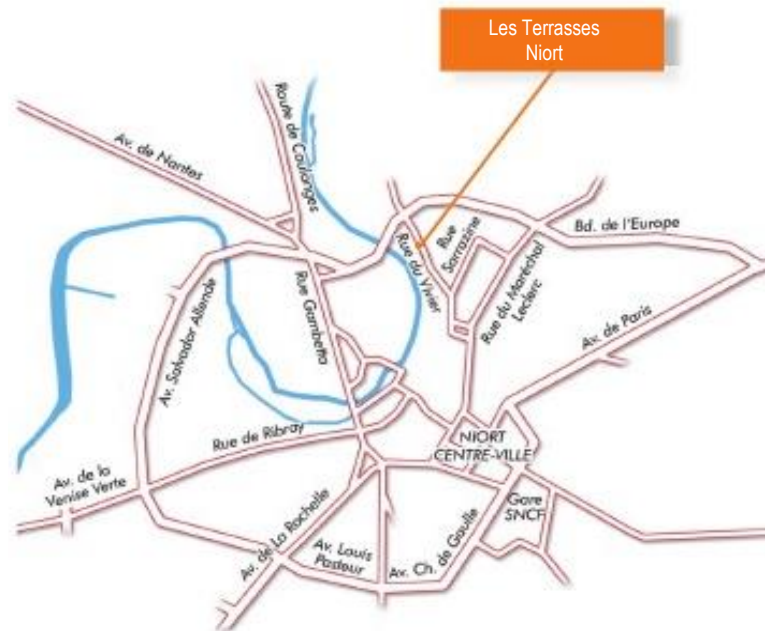 Les Terrasses
Niort
Route de Coulonges
Av. de Nantes
Rue
Sarrazine
Bd. de l'Europe
Rue du Vivier
Rue Gambetta
Rue du Maréchal
Leclerc
Av. Salvador Allende
Av. de Paris
Rue de Ribray
NIORT
CENTRE-VILLE
Av. de la
Venise Verte
Gare
SNCF
Av. de La Rochelle
Av. Louis
Pasteur
Av. Ch. de Gaulle